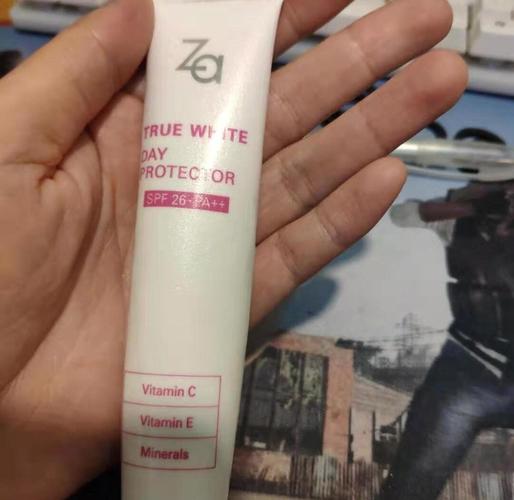 Za
TRUE WHITE
DAY
PROTECTOR
SPF 26·PA++
Vitamin C
Vitamin E
Minerals